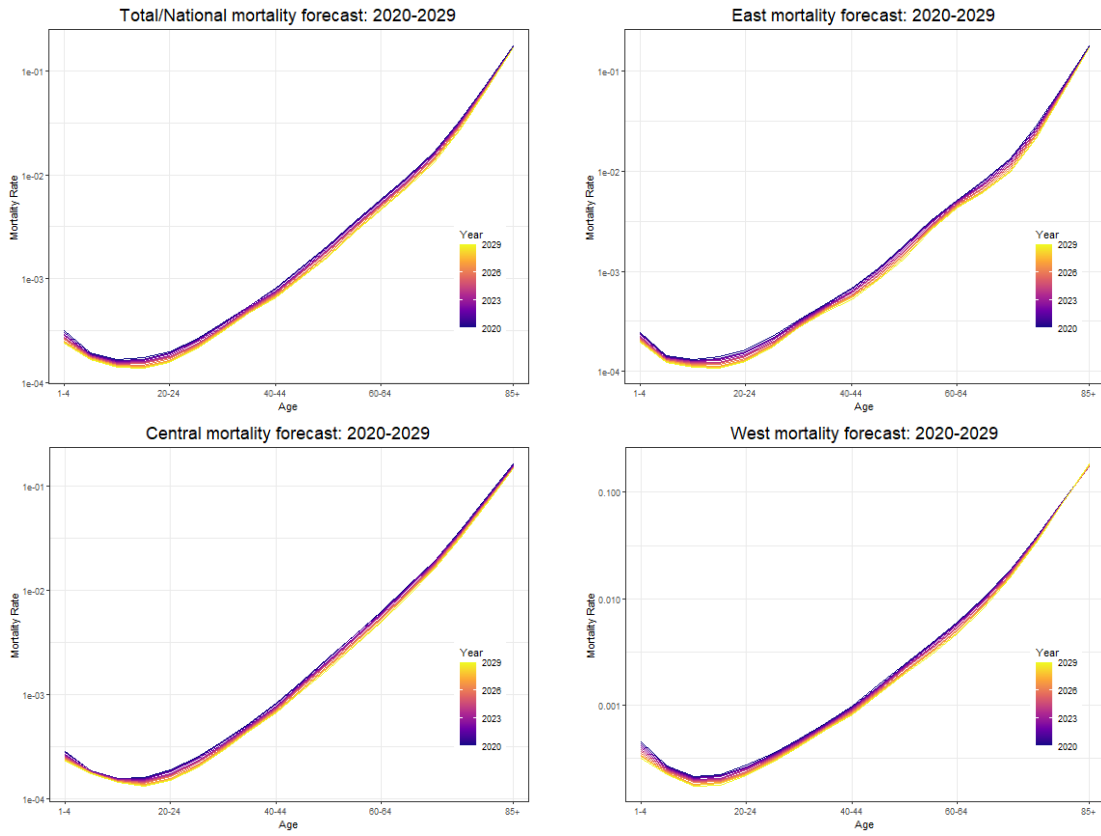 Total/National mortality forecast: 2020-2029
Mortality Rate
1e-01
1e-02
1e-03
1e-04
Year
2029
2026
2023
2020
1-4
20-24
40-44
60-64
85+
Age
East mortality forecast: 2020-2029
Mortality Rate
1e-01
1e-02
1e-03
1e-04
Year
2029
2026
2023
2020
1-4
20-24
40-44
60-64
85+
Age
Central mortality forecast: 2020-2029
Mortality Rate
1e-01
1e-02
1e-03
1e-04
Year
2029
2026
2023
2020
1-4
20-24
40-44
60-64
85+
Age
West mortality forecast: 2020-2029
Mortality Rate
0.100
0.010
0.001
Year
2029
2026
2023
2020
1-4
20-24
40-44
60-64
85+
Age